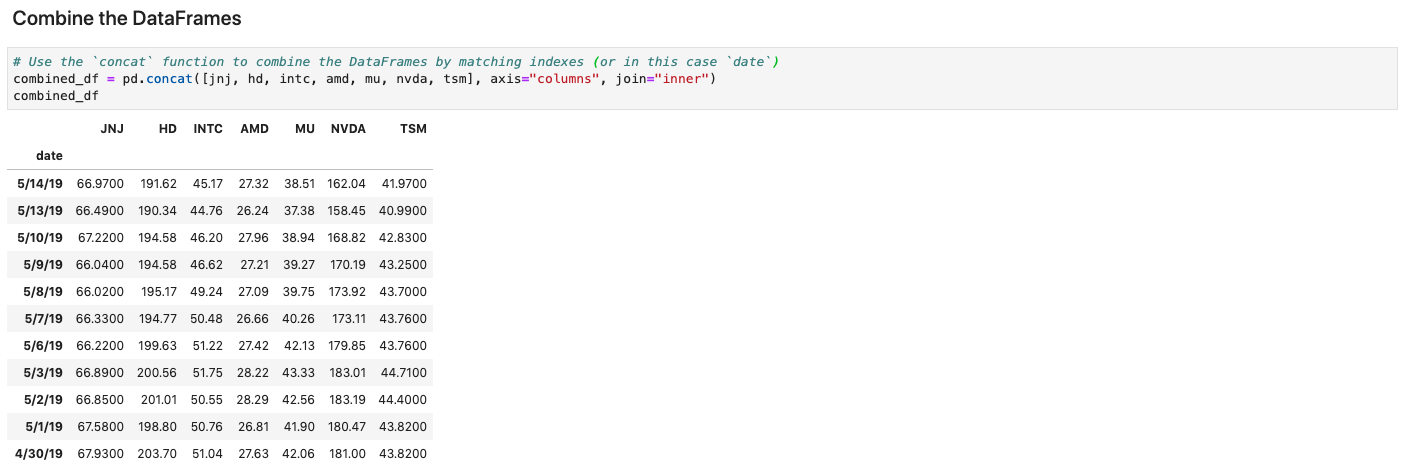 Combine the DataFrames
# Use the `concat` function to combine the DataFrames by matching indexes (or in this case `date`)
combined_df = pd.concat([jnj, hd, intc, amd, mu, nvda, tsm], axis="columns", join="inner")
combined_df
JNJ HD INTC AMD MU NVDA TSM
date
5/14/19 66.9700 191.62 45.17 27.32 38.51 162.04 41.9700
5/13/19 66.4900 190.34 44.76 26.24 37.38 158.45 40.9900
5/10/19 67.2200 194.58 46.20 27.96 38.94 168.82 42.8300
5/9/19 66.0400 194.58 46.62 27.21 39.27 170.19 43.2500
5/8/19 66.0200 195.17 49.24 27.09 39.75 173.92 43.7000
5/7/19 66.3300 194.77 50.48 26.66 40.26 173.11 43.7600
5/6/19 66.2200 199.63 51.22 27.42 42.13 179.85 43.7600
5/3/19 66.8900 200.56 51.75 28.22 43.33 183.01 44.7100
5/2/19 66.8500 201.01 50.55 28.29 42.56 183.19 44.4000
5/1/19 67.5800 198.80 50.76 26.81 41.90 180.47 43.8200
4/30/19 67.9300 203.70 51.04 27.63 42.06 181.00 43.8200